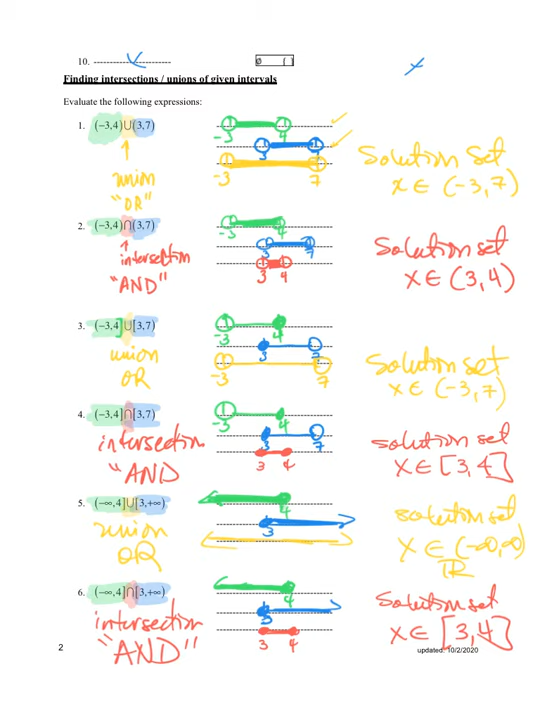 10. ----------------------- ∅ ( )
Finding intersections / unions of given intervals
Evaluate the following expressions:
1. (−3,4)∪(3,7)
union
"OR"
-3 4
3 7
-3 7
Solution set
x ∈ (-3,7)
2. (−3,4)∩(3,7)
intersection
"AND"
-3 4
3 7
3 4
Solution set
x ∈ (3,4)
3. (−3,4]∪[3,7)
union
OR
-3 4
3 7
-3 7
Solution set
x ∈ (-3,7)
4. (−3,4]∩[3,7)
intersection
"AND
-3 4
3 7
3 4
solution set
x ∈ [3,4]
5. (−∞,4]∪[3,+∞)
union
OR
4
3
solution set
x ∈ (-∞,∞)
ℝ
6. (−∞,4]∩[3,+∞)
intersection
"AND"
4
3
3 4
Solution set
x ∈ [3,4]
2 updated: 10/2/2020